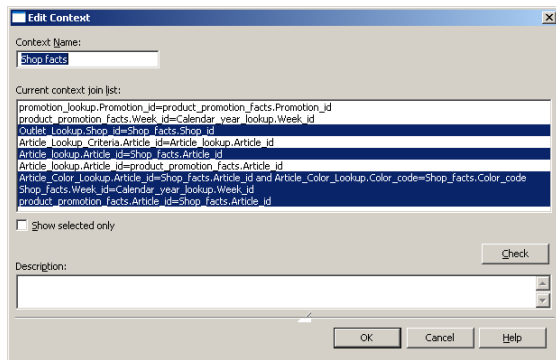 Edit Context
Context Name:
Shop facts
Current context join list:
promotion_lookup.Promotion_id=product_promotion_facts.Promotion_id
product_promotion_facts.Week_id=Calendar_year_lookup.Week_id
Outlet_Lookup.Shop_id=Shop_facts.Shop_id
Article_Lookup_Criteria.Article_id=Article_lookup.Article_id
Article_lookup.Article_id=Shop_facts.Article_id
Article_lookup.Article_id=product_promotion_facts.Article_id
Article_Color_Lookup.Article_id=Shop_facts.Article_id and Article_Color_Lookup.Color_code=Shop_facts.Color_code
Shop_facts.Week_id=Calendar_year_lookup.Week_id
product_promotion_facts.Article_id=Shop_facts.Article_id
Show selected only
Check
Description:
OK Cancel Help